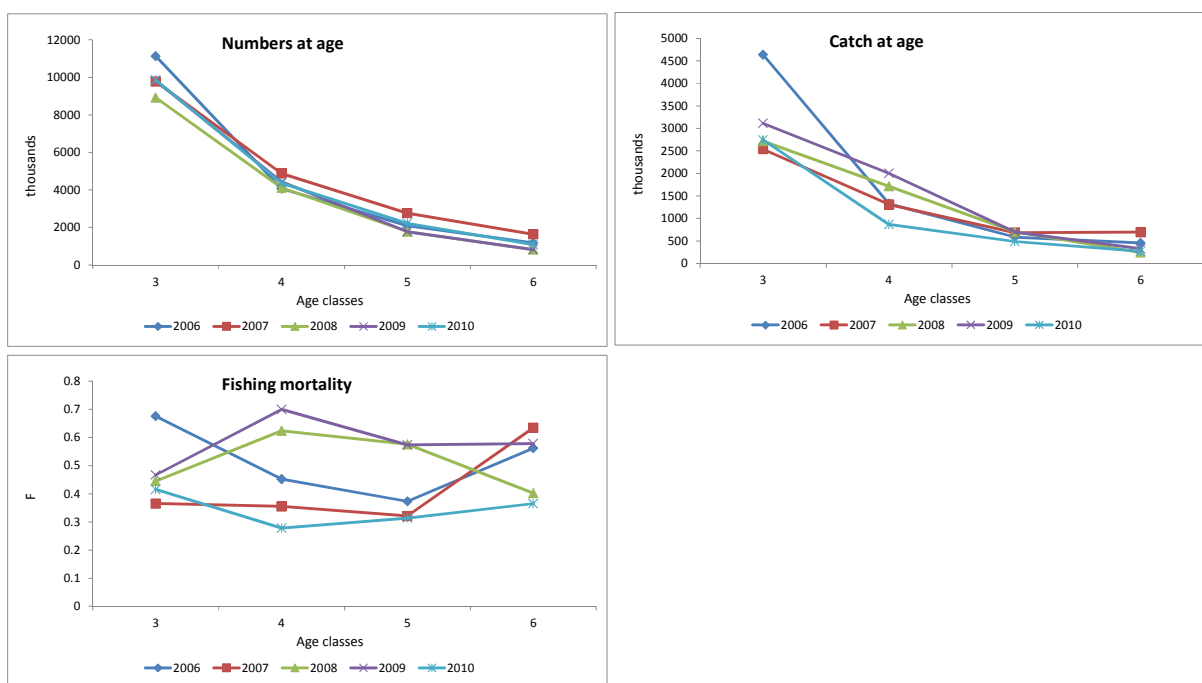 Numbers at age
12000
10000
8000
6000
4000
2000
0
thousands
3 4 5 6
Age classes
2006 2007 2008 2009 2010
Catch at age
5000
4500
4000
3500
3000
2500
2000
1500
1000
500
0
thousands
3 4 5 6
Age classes
2006 2007 2008 2009 2010
Fishing mortality
0.8
0.7
0.6
0.5
0.4
0.3
0.2
0.1
0
F
3 4 5 6
Age classes
2006 2007 2008 2009 2010